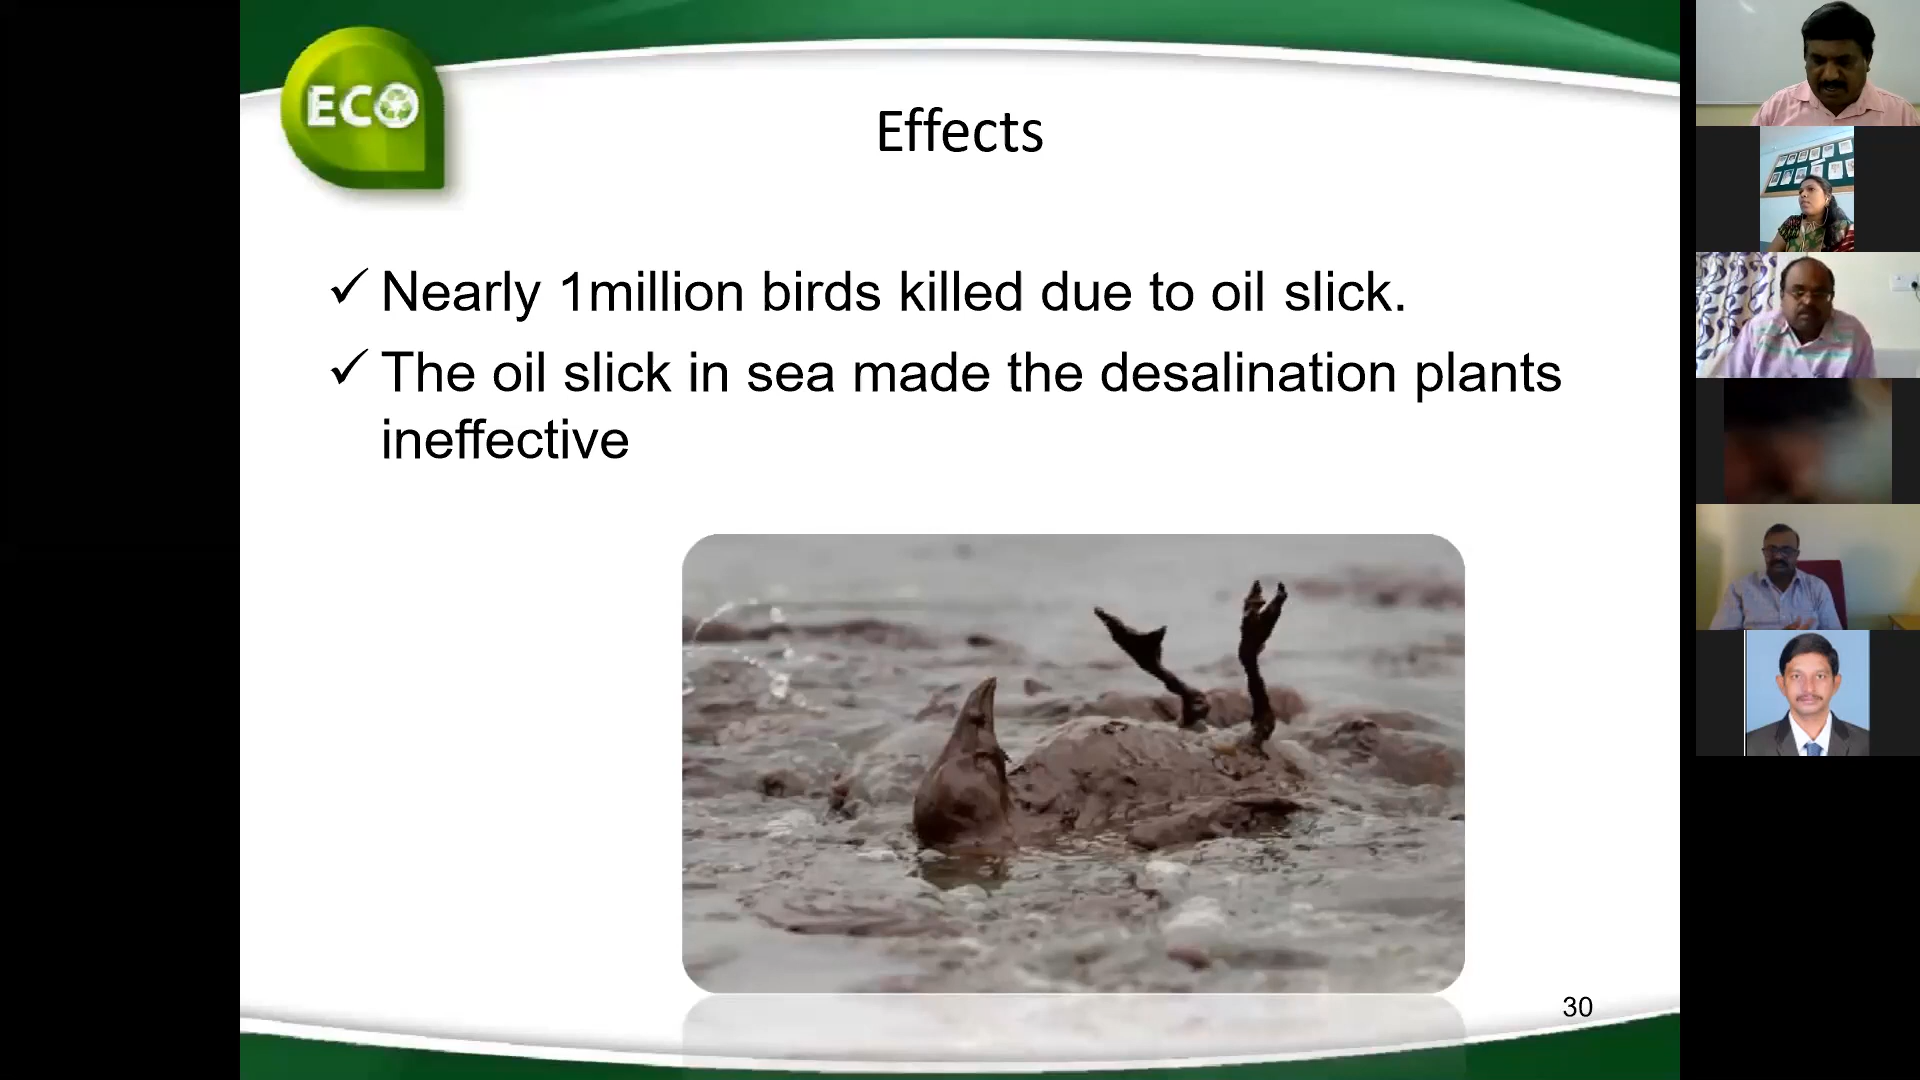 ECO
Effects
✓ Nearly 1million birds killed due to oil slick.
✓ The oil slick in sea made the desalination plants
ineffective
30